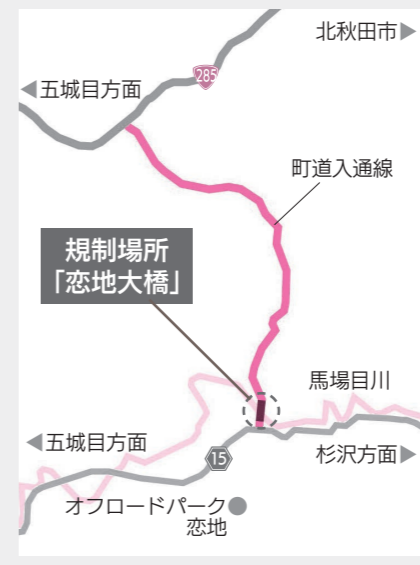 北秋田市▶
285
◀五城目方面
町道入通線
規制場所
「恋地大橋」
馬場目川
◀五城目方面
15
杉沢方面▶
オフロードパーク
恋地